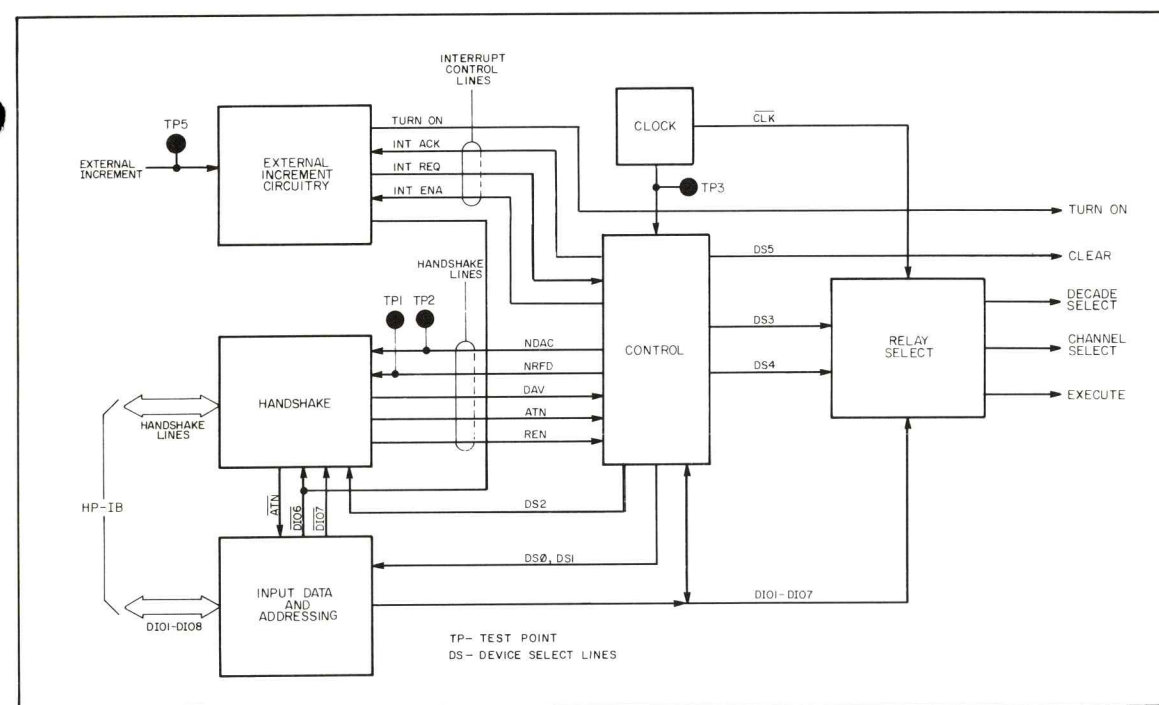 INTERRUPT
CONTROL
LINES
TP5
EXTERNAL
INCREMENT
EXTERNAL
INCREMENT
CIRCUITRY
TURN ON
INT ACK
INT REQ
INT ENA
CLOCK
CLK
TP3
TURN ON
CLEAR
DECADE
SELECT
CHANNEL
SELECT
EXECUTE
HANDSHAKE
LINES
TP1
TP2
NDAC
NRFD
DAV
ATN
REN
CONTROL
DS5
DS3
DS4
RELAY
SELECT
HANDSHAKE
HANDSHAKE
LINES
HP-IB
ATN
DIO6
DIO7
DS2
DSØ, DS1
INPUT DATA
AND
ADDRESSING
DIO1-DIO8
DIO1-DIO7
TP- TEST POINT
DS- DEVICE SELECT LINES